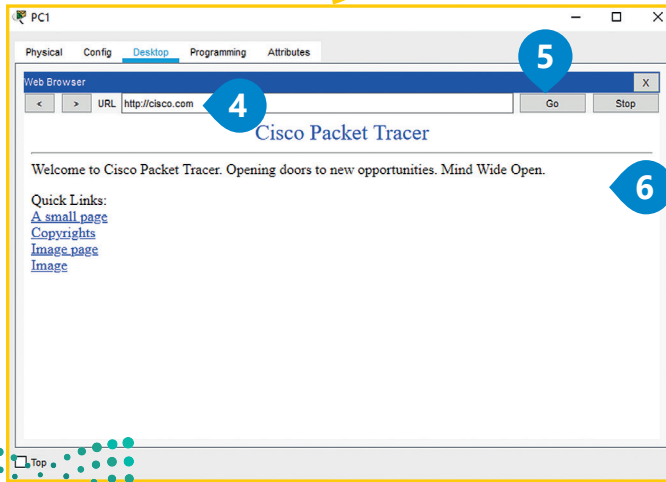 PC1
Physical Config Desktop Programming Attributes
5
Web Browser X
< > URL http://cisco.com 4 Go Stop
Cisco Packet Tracer
Welcome to Cisco Packet Tracer. Opening doors to new opportunities. Mind Wide Open.
6
Quick Links:
A small page
Copyrights
Image page
Image
Top